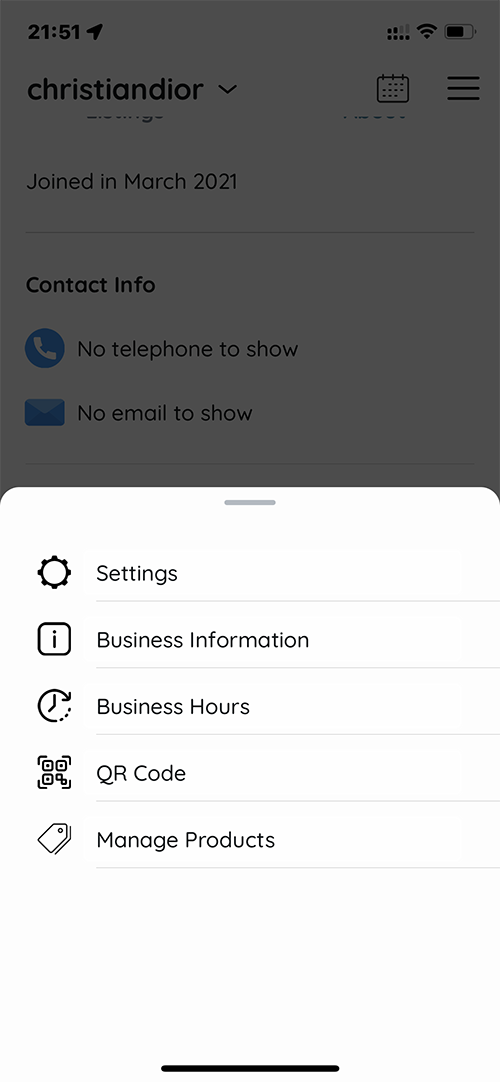 21:51
christiandior
Joined in March 2021
Contact Info
No telephone to show
No email to show
Settings
Business Information
Business Hours
QR Code
Manage Products